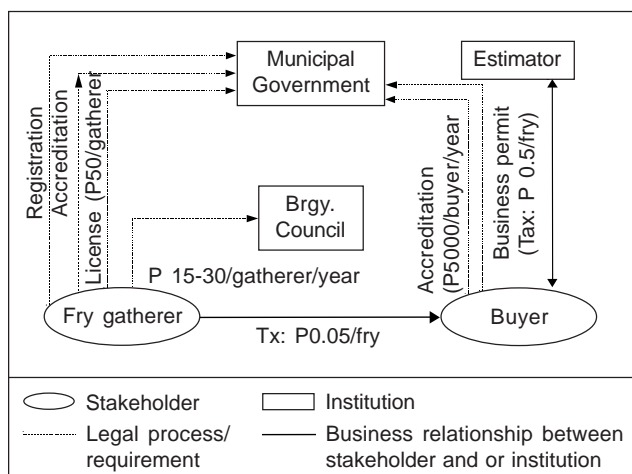 Municipal
Government
Estimator
Registration
Accreditation
License (P50/gatherer)
Brgy.
Council
Accreditation
(P5000/buyer/year
Business permit
(Tax: P 0.5/fry)
P 15-30/gatherer/year
Fry gatherer
Tx: P0.05/fry
Buyer
Stakeholder
Institution
Legal process/
requirement
Business relationship between
stakeholder and or institution